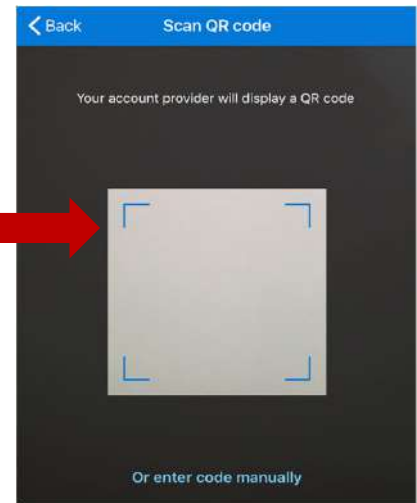 Back Scan QR code
Your account provider will display a QR code
Or enter code manually